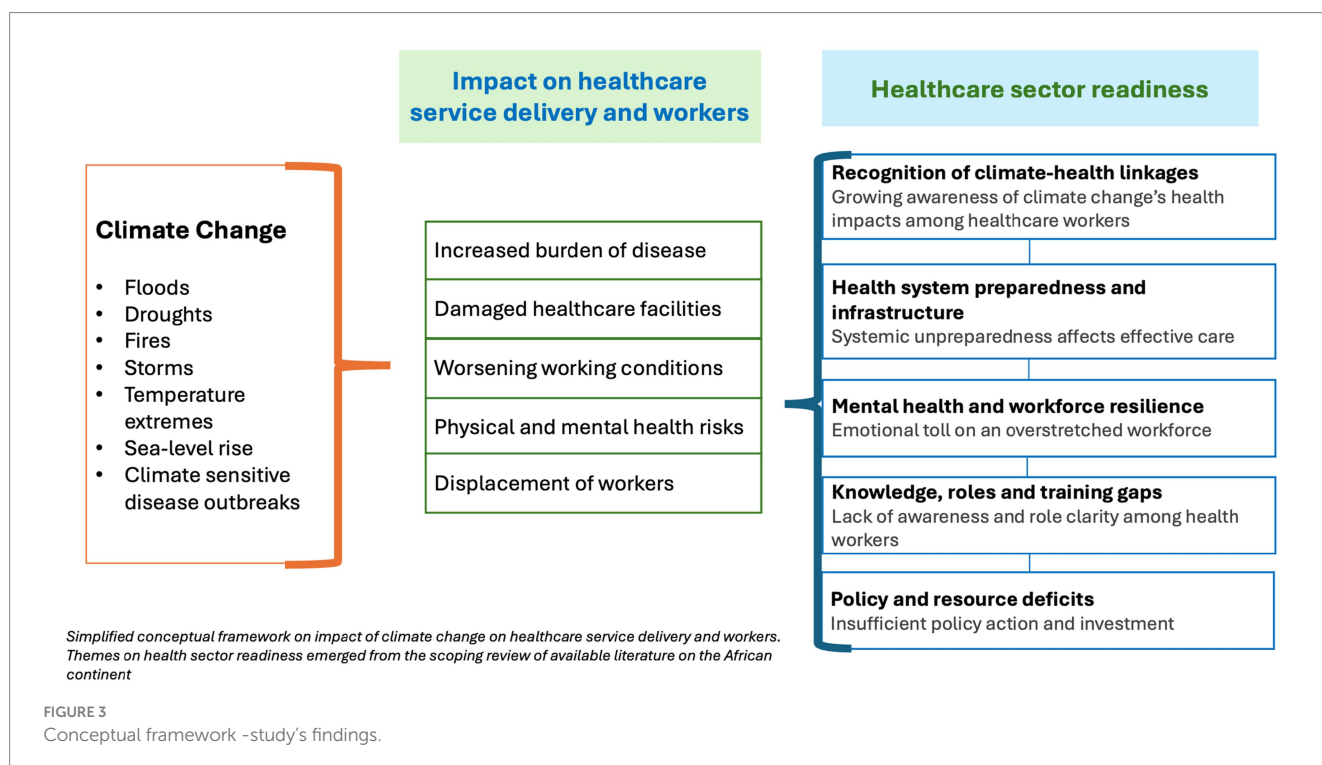 Impact on healthcare
service delivery and workers
Healthcare sector readiness
Climate Change
• Floods
• Droughts
• Fires
• Storms
• Temperature
extremes
• Sea-level rise
• Climate sensitive
disease outbreaks
Increased burden of disease
Damaged healthcare facilities
Worsening working conditions
Physical and mental health risks
Displacement of workers
Recognition of climate-health linkages
Growing awareness of climate change’s health
impacts among healthcare workers
Health system preparedness and
infrastructure
Systemic unpreparedness affects effective care
Mental health and workforce resilience
Emotional toll on an overstretched workforce
Knowledge, roles and training gaps
Lack of awareness and role clarity among health
workers
Policy and resource deficits
Insufficient policy action and investment
Simplified conceptual framework on impact of climate change on healthcare service delivery and workers.
Themes on health sector readiness emerged from the scoping review of available literature on the African
continent
FIGURE 3
Conceptual framework -study’s findings.